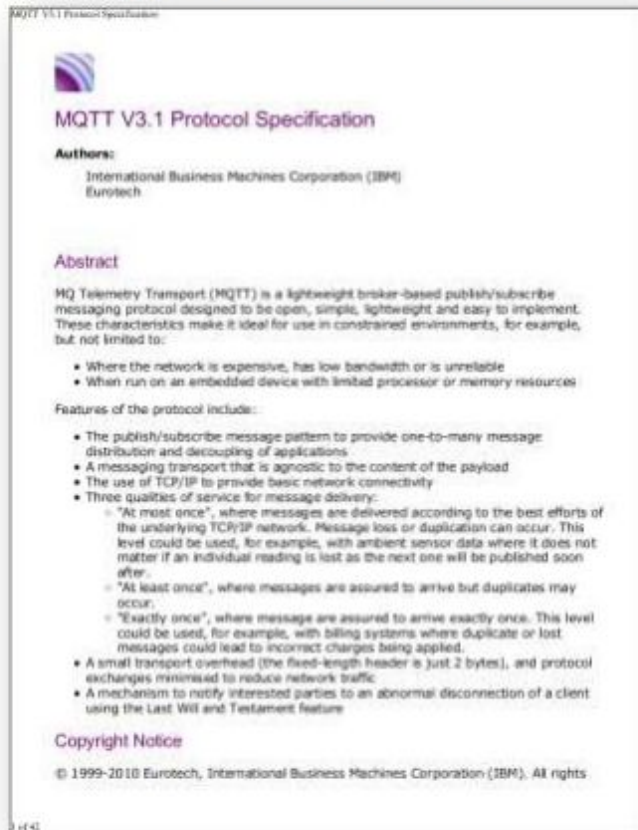 MQTT V3.1 Protocol Specification
MQTT V3.1 Protocol Specification
Authors:
International Business Machines Corporation (IBM)
Eurotech
Abstract
MQ Telemetry Transport (MQTT) is a lightweight broker-based publish/subscribe
messaging protocol designed to be open, simple, lightweight and easy to implement.
These characteristics make it ideal for use in constrained environments, for example,
but not limited to:
• Where the network is expensive, has low bandwidth or is unreliable
• When run on an embedded device with limited processor or memory resources
Features of the protocol include:
• The publish/subscribe message pattern to provide one-to-many message
distribution and decoupling of applications
• A messaging transport that is agnostic to the content of the payload
• The use of TCP/IP to provide basic network connectivity
• Three qualities of service for message delivery:
◦ "At most once", where messages are delivered according to the best efforts of
the underlying TCP/IP network. Message loss or duplication can occur. This
level could be used, for example, with ambient sensor data where it does not
matter if an individual reading is lost as the next one will be published soon
after.
◦ "At least once", where messages are assured to arrive but duplicates may
occur.
◦ "Exactly once", where message are assured to arrive exactly once. This level
could be used, for example, with billing systems where duplicate or lost
messages could lead to incorrect charges being applied.
• A small transport overhead (the fixed-length header is just 2 bytes), and protocol
exchanges minimised to reduce network traffic
• A mechanism to notify interested parties to an abnormal disconnection of a client
using the Last Will and Testament feature
Copyright Notice
© 1999-2010 Eurotech, International Business Machines Corporation (IBM). All rights
of 42